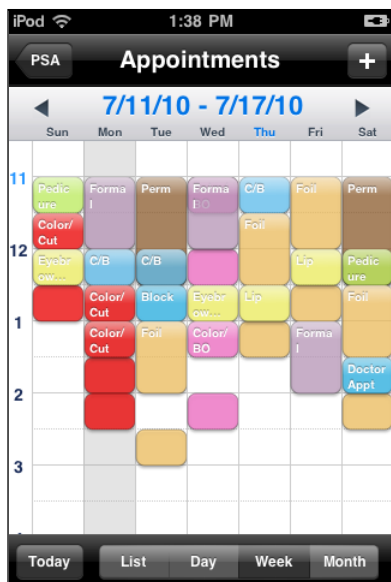 iPod 1:38 PM
PSA Appointments +
7/11/10 - 7/17/10
Sun Mon Tue Wed Thu Fri Sat
11
Pedic
ure
Forma
l
Perm
Forma
BO
C/B
Foil
Perm
Color/
Cut
Foil
12
Eyebr
ow...
C/B
C/B
Lip
Pedic
ure
Color/
Cut
Block
Eyebr
ow...
Lip
Foil
1
Color/
Cut
Foil
Color/
BO
Forma
l
Doctor
Appt
2
3
Today List Day Week Month